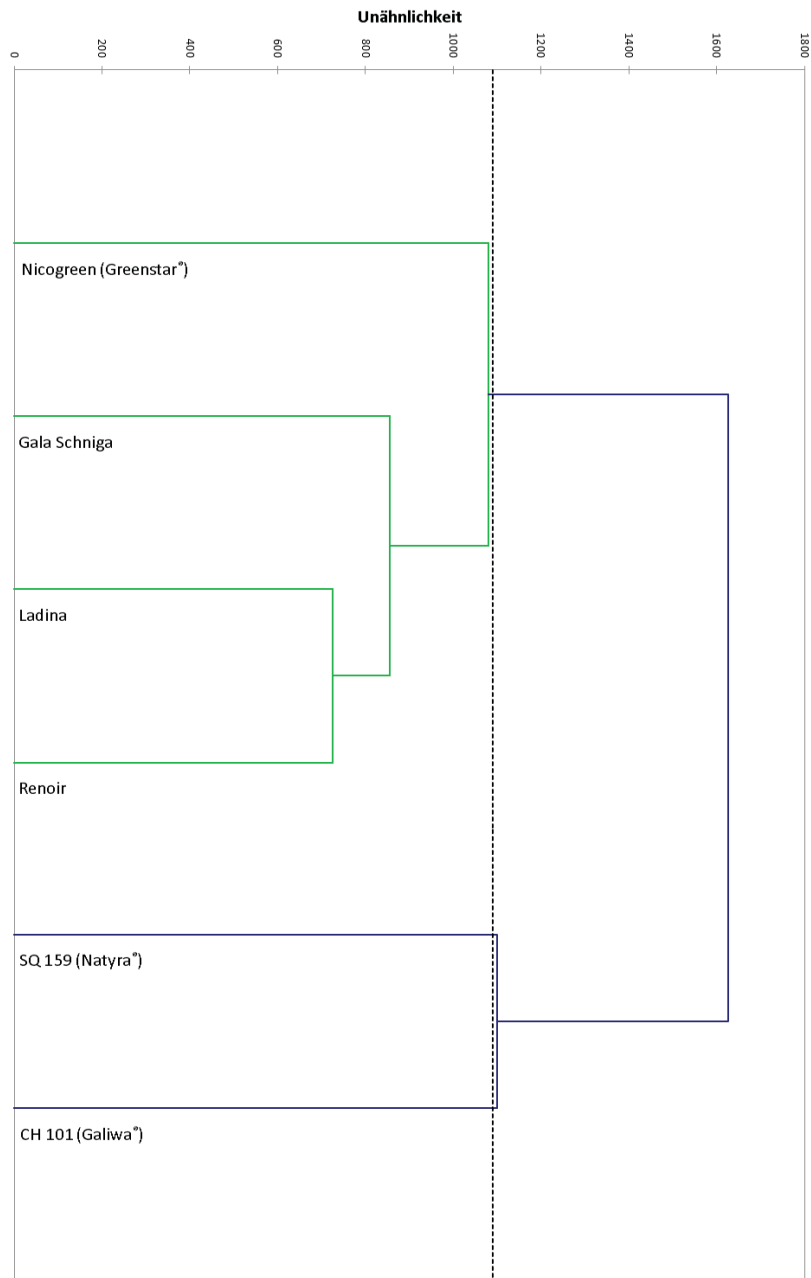 Unähnlichkeit
0
200
400
600
800
1000
1200
1400
1600
1800
Nicogreen (Greenstar®)
Gala Schniga
Ladina
Renoir
SQ 159 (Natyra®)
CH 101 (Galiwa®)